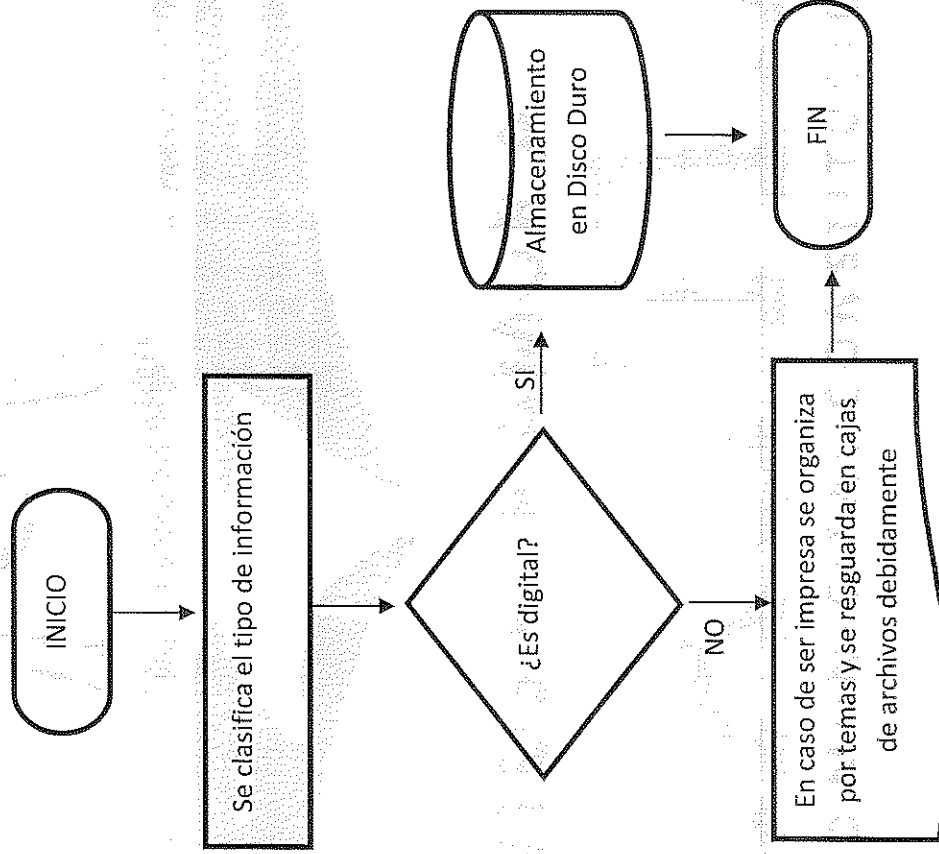 INICIO
Se clasifica el tipo de información
¿Es digital?
SI
Almacenamiento
en Disco Duro
NO
En caso de ser impresa se organiza
por temas y se resguarda en cajas
de archivos debidamente
FIN